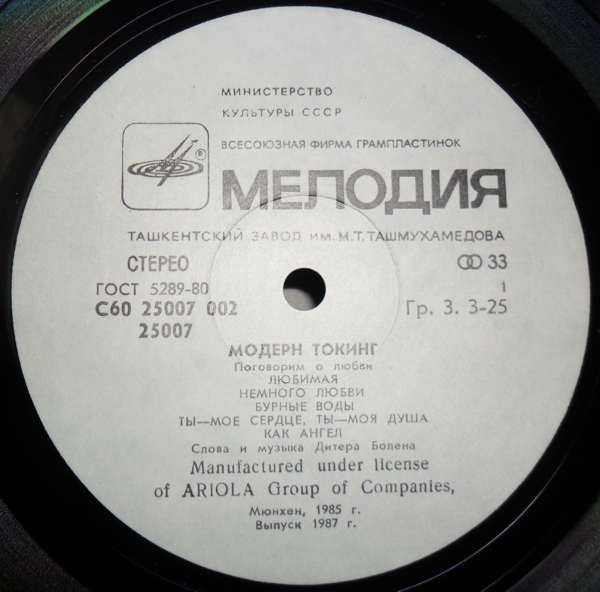 МИНИСТЕРСТВО
КУЛЬТУРЫ СССР
ВСЕСОЮЗНАЯ ФИРМА ГРАМПЛАСТИНОК
®
МЕЛОДИЯ
ТАШКЕНТСКИЙ ЗАВОД ИМ. М.Т. ТАШМУХАМЕДОВА
СТЕРЕО 33
ГОСТ 5289-80 1
С60 25007 002 Гр. 3. 3-25
25007
МОДЕРН ТОКИНГ
Поговорим о любви
ЛЮБИМАЯ
НЕМНОГО ЛЮБВИ
БУРНЫЕ ВОДЫ
ТЫ—МОЕ СЕРДЦЕ, ТЫ—МОЯ ДУША
КАК АНГЕЛ
Слова и музыка Дитера Болена
Manufactured under license
of ARIOLA Group of Companies,
Мюнхен, 1985 г.
Выпуск 1987 г.